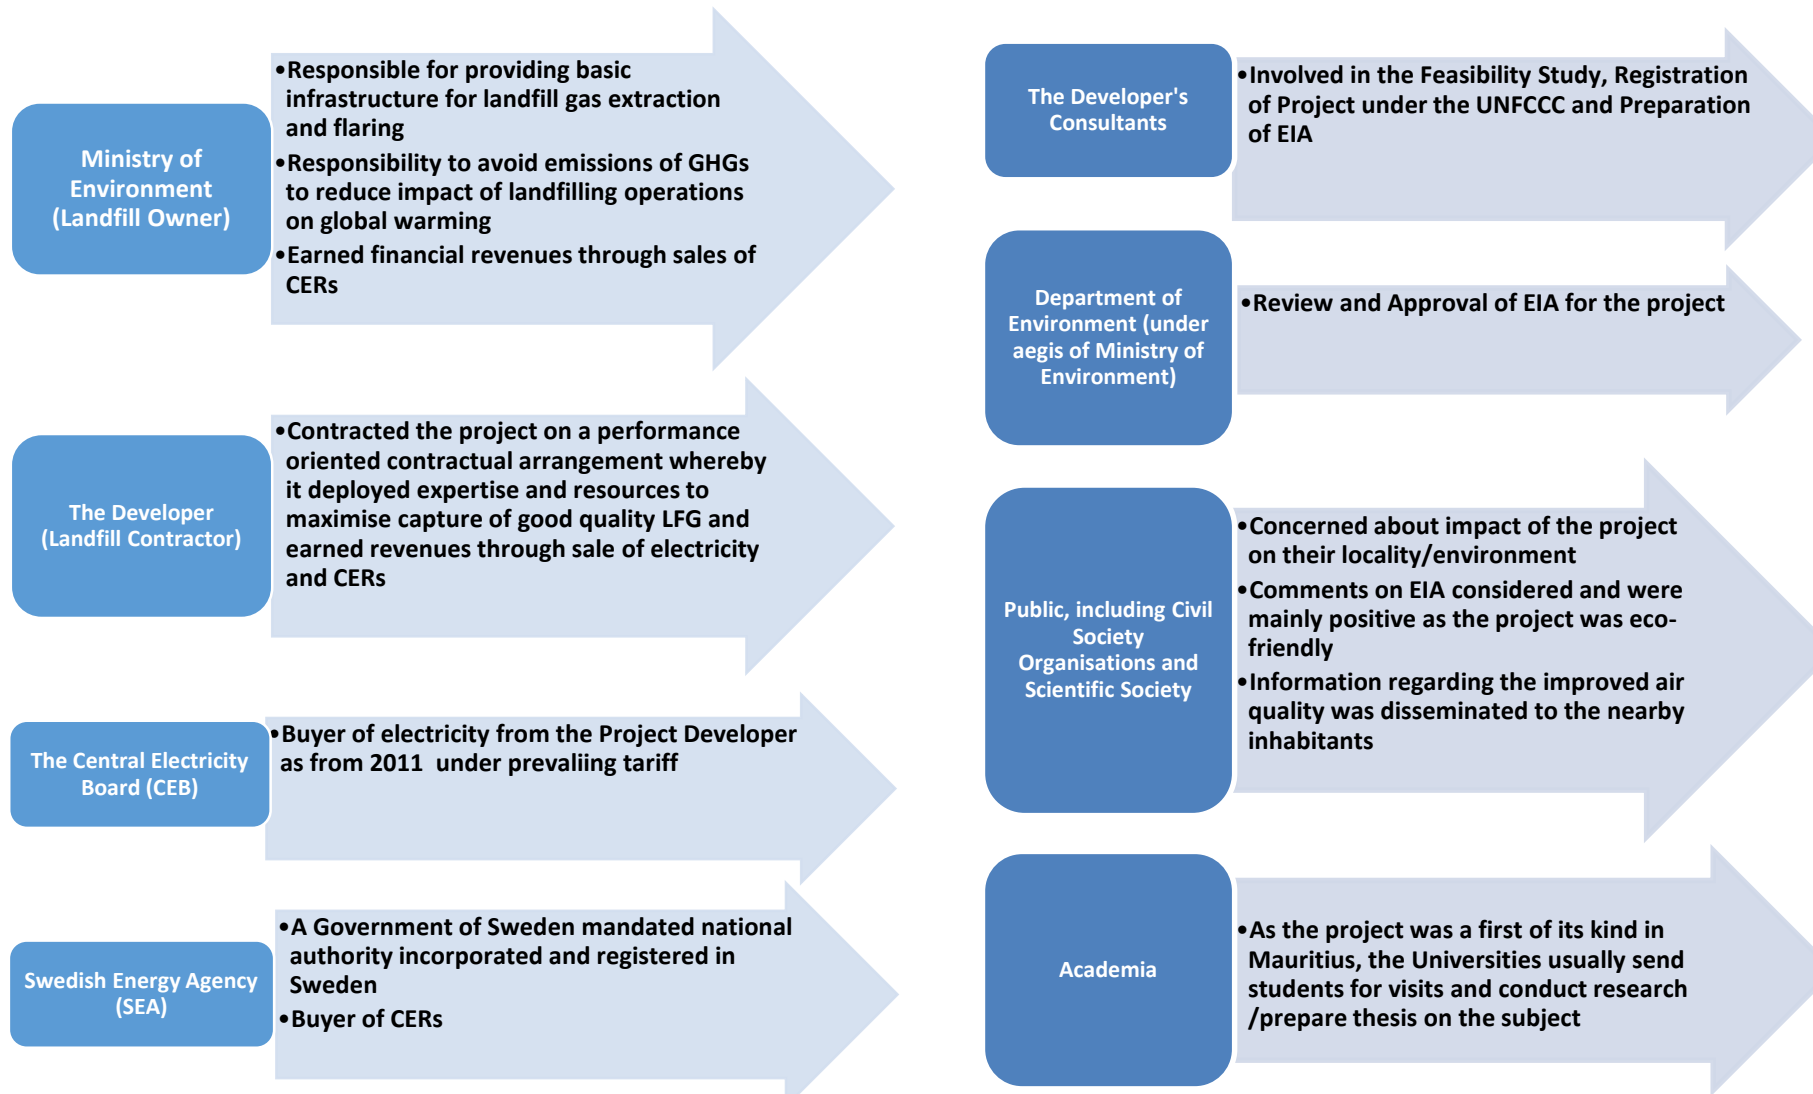 Ministry of
Environment
(Landfill Owner)
•Responsible for providing basic
infrastructure for landfill gas extraction
and flaring
•Responsibility to avoid emissions of GHGs
to reduce impact of landfilling operations
on global warming
•Earned financial revenues through sales of
CERs
The Developer
(Landfill Contractor)
•Contracted the project on a performance
oriented contractual arrangement whereby
it deployed expertise and resources to
maximise capture of good quality LFG and
earned revenues through sale of electricity
and CERs
The Central Electricity
Board (CEB)
•Buyer of electricity from the Project Developer
as from 2011 under prevaliing tariff
Swedish Energy Agency
(SEA)
•A Government of Sweden mandated national
authority incorporated and registered in
Sweden
•Buyer of CERs
The Developer's
Consultants
•Involved in the Feasibility Study, Registration
of Project under the UNFCCC and Preparation
of EIA
Department of
Environment (under
aegis of Ministry of
Environment)
•Review and Approval of EIA for the project
Public, including Civil
Society
Organisations and
Scientific Society
•Concerned about impact of the project
on their locality/environment
•Comments on EIA considered and were
mainly positive as the project was eco-
friendly
•Information regarding the improved air
quality was disseminated to the nearby
inhabitants
Academia
•As the project was a first of its kind in
Mauritius, the Universities usually send
students for visits and conduct research
/prepare thesis on the subject